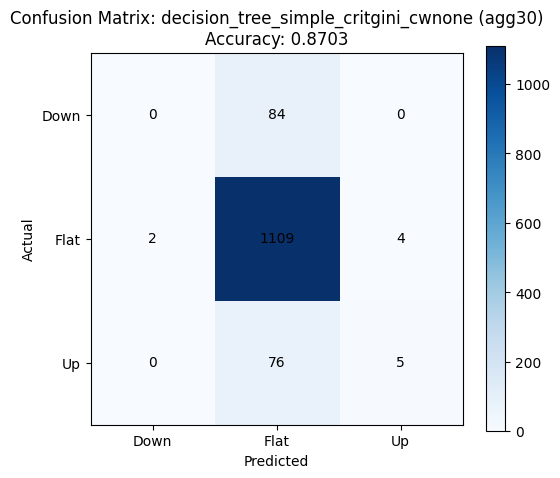 Confusion Matrix: decision_tree_simple_critgini_cwnone (agg30)
Accuracy: 0.8703
Down
0
84
0
Flat
2
1109
4
Up
0
76
5
Down
Flat
Up
Predicted
Actual
1000
800
600
400
200
0